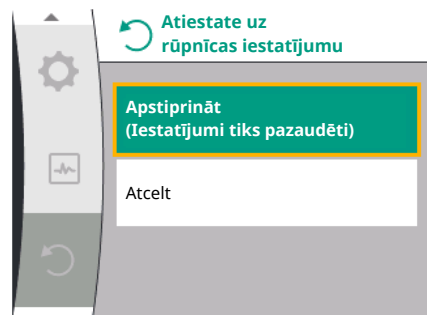 Atiestate uz
rūpnīcas iestatījumu
Apstiprināt
(Iestatījumi tiks pazaudēti)
Atcelt